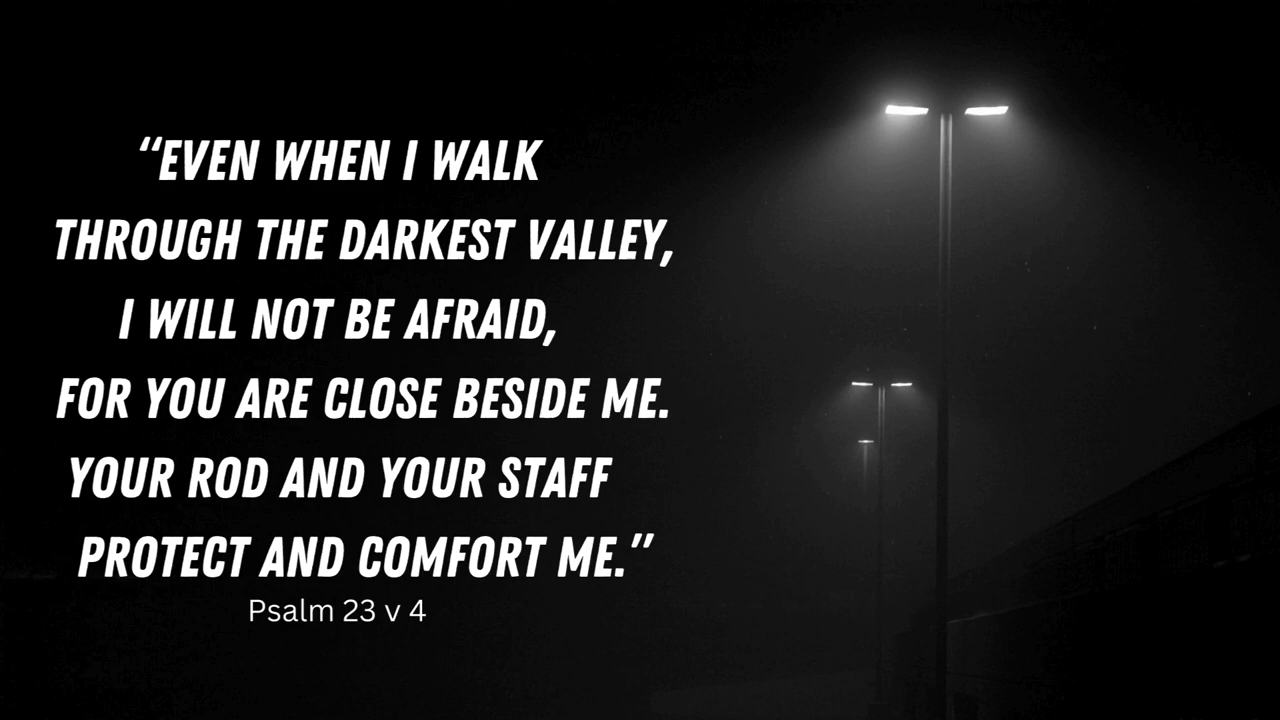 “EVEN WHEN I WALK
THROUGH THE DARKEST VALLEY,
I WILL NOT BE AFRAID,
FOR YOU ARE CLOSE BESIDE ME.
YOUR ROD AND YOUR STAFF
PROTECT AND COMFORT ME.”
Psalm 23 v 4